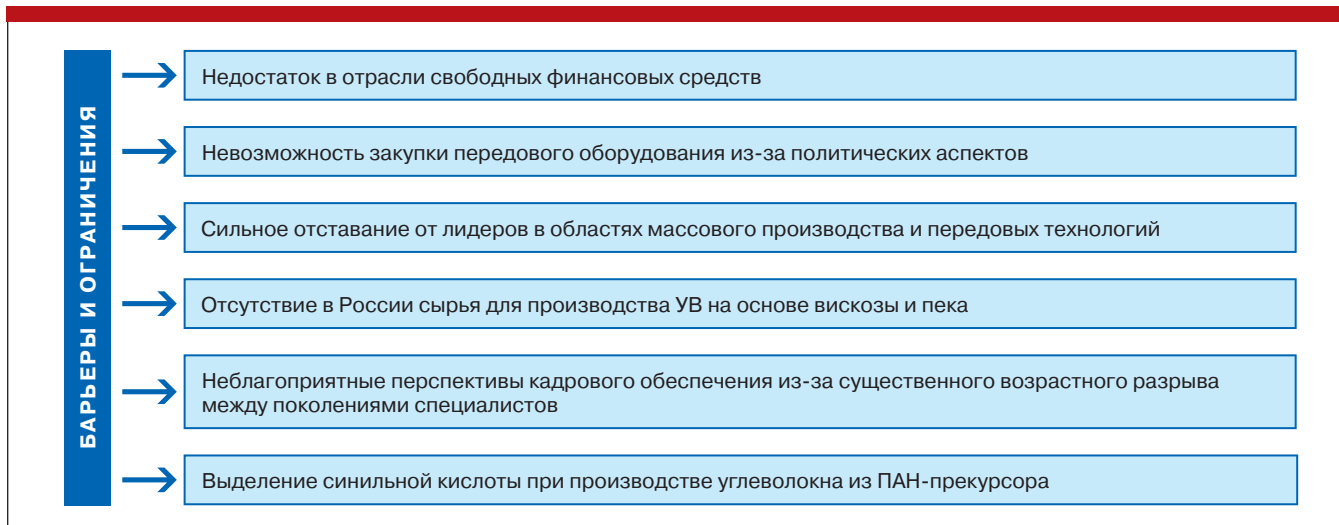 БАРЬЕРЫ И ОГРАНИЧЕНИЯ
Недостаток в отрасли свободных финансовых средств
Невозможность закупки передового оборудования из-за политических аспектов
Сильное отставание от лидеров в областях массового производства и передовых технологий
Отсутствие в России сырья для производства УВ на основе вискозы и пека
Неблагоприятные перспективы кадрового обеспечения из-за существенного возрастного разрыва
между поколениями специалистов
Выделение синильной кислоты при производстве углеволокна из ПАН-прекурсора